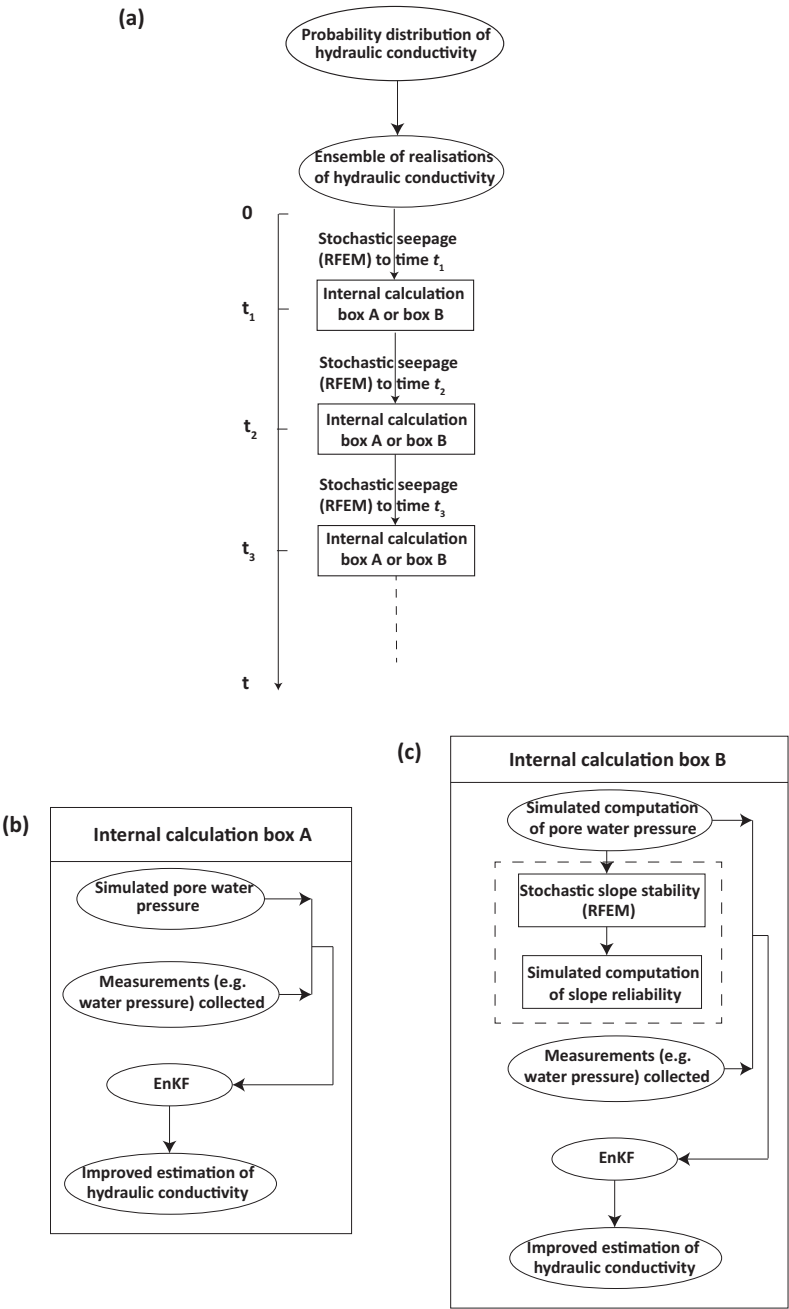 (a)
Probability distribution of
hydraulic conductivity
Ensemble of realisations
of hydraulic conductivity
0
Stochastic seepage
(RFEM) to time t1
t1
Internal calculation
box A or box B
Stochastic seepage
(RFEM) to time t2
t2
Internal calculation
box A or box B
Stochastic seepage
(RFEM) to time t3
t3
Internal calculation
box A or box B
t
(b)
Internal calculation box A
Simulated pore water
pressure
Measurements (e.g.
water pressure) collected
EnKF
Improved estimation of
hydraulic conductivity
(c)
Internal calculation box B
Simulated computation
of pore water pressure
Stochastic slope stability
(RFEM)
Simulated computation
of slope reliability
Measurements (e.g.
water pressure) collected
EnKF
Improved estimation of
hydraulic conductivity